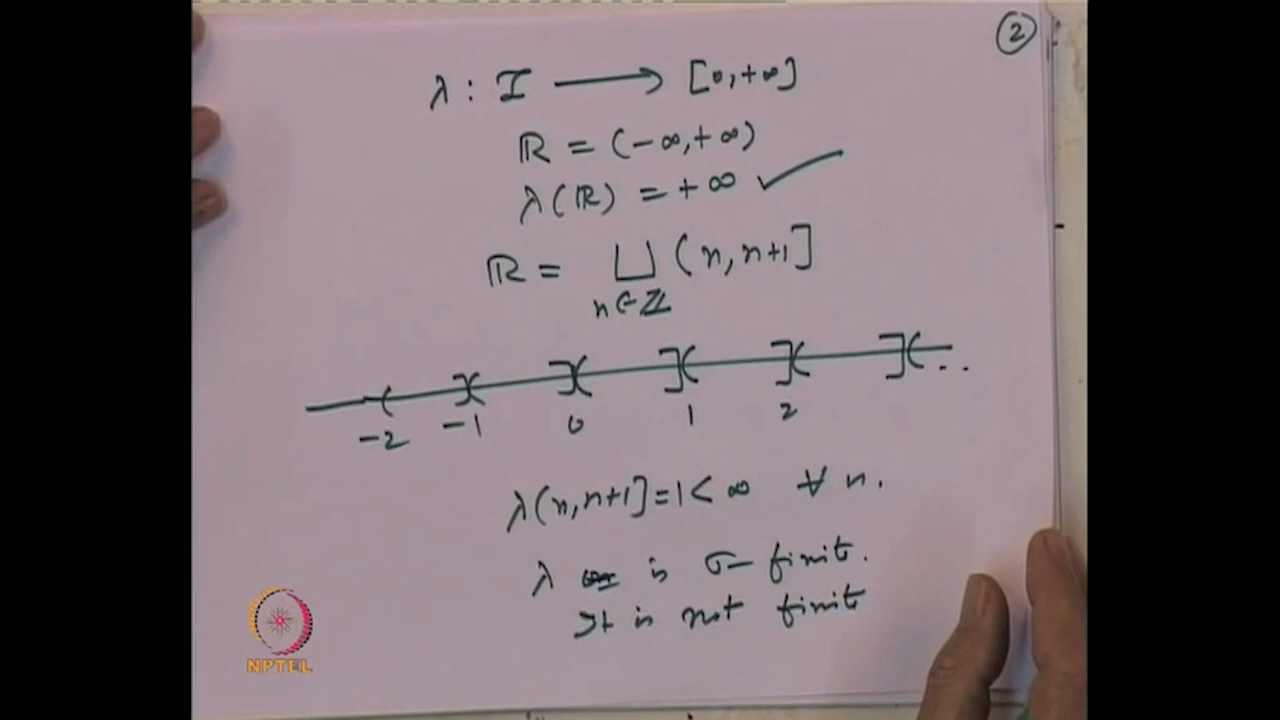 ②
λ : I ⟶ [0, +∞]
ℝ = (-∞, +∞)
λ(ℝ) = +∞ ✓
ℝ = ⊔ (n, n+1]
n∈ℤ
-2 -1 0 1 2 ..
λ(n, n+1] = 1 < ∞ ∀ n.
λ is σ- finite.
It is not finite
NPTEL